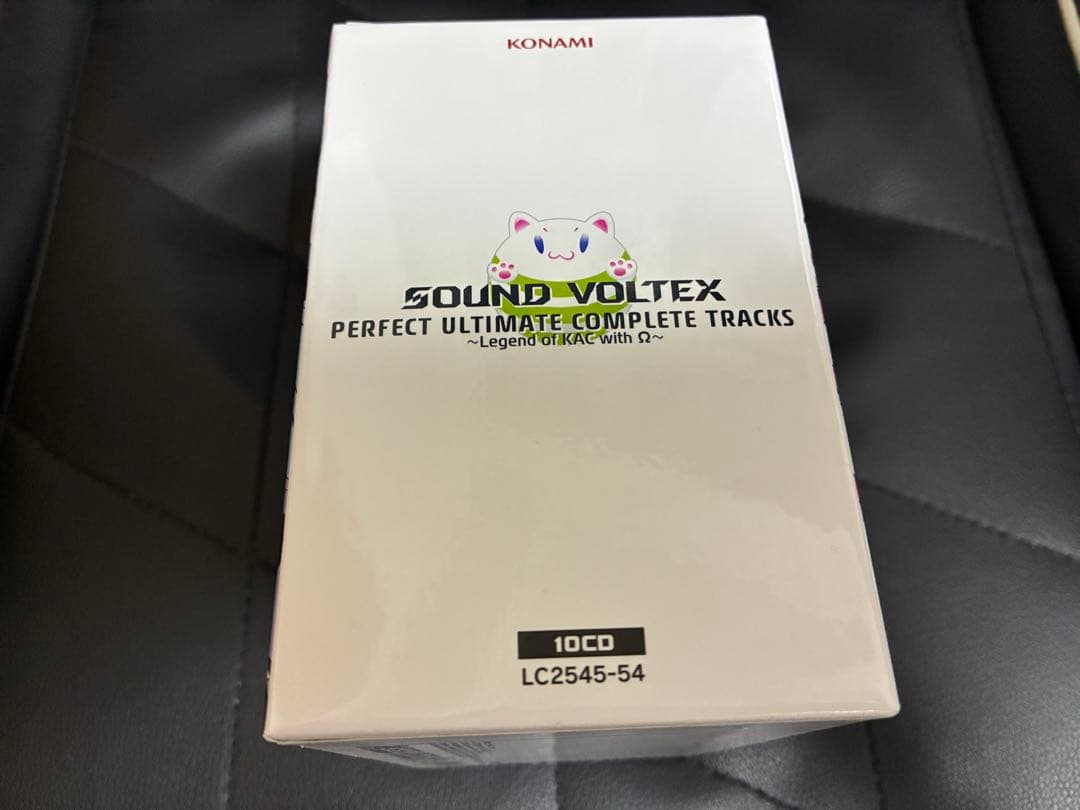 KONAMI
SOUND VOLTEX
PERFECT ULTIMATE COMPLETE TRACKS
~Legend of KAC with Ω~
10CD
LC2545-54